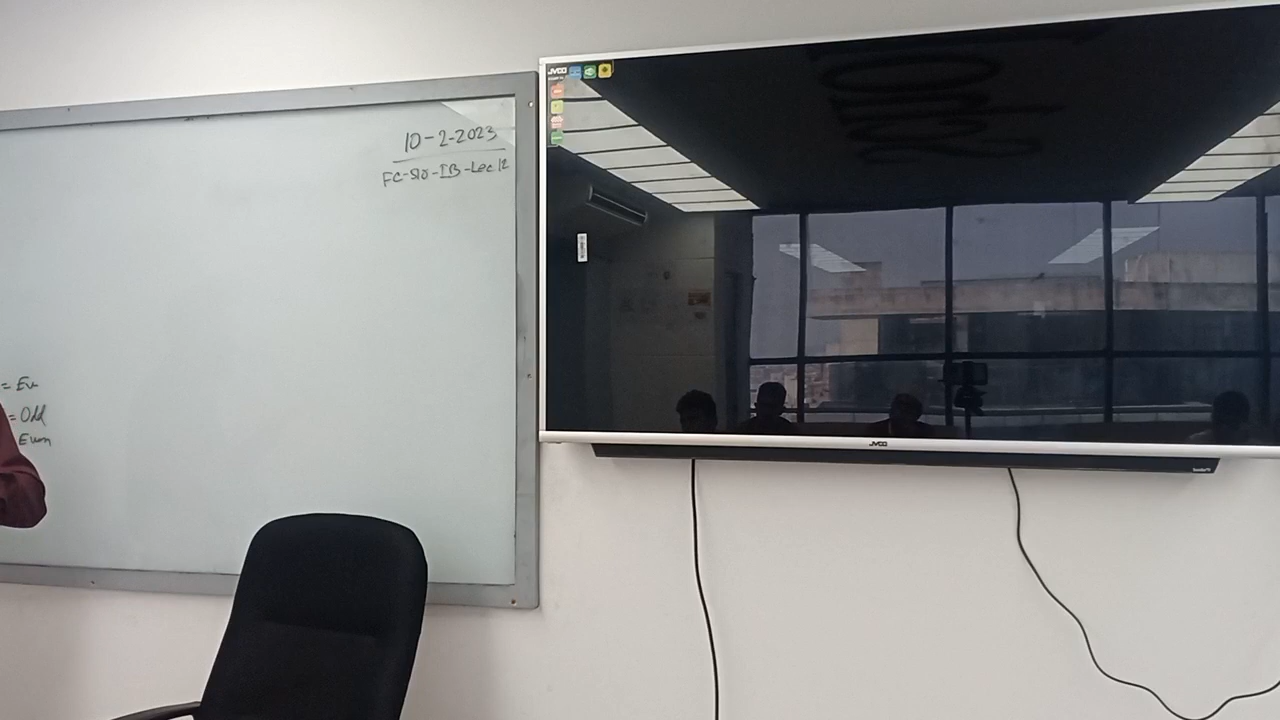 10-2-2023
FC-S10-IB-Lec 12
= Ev
= Odd
Even
JVCO
JVCO